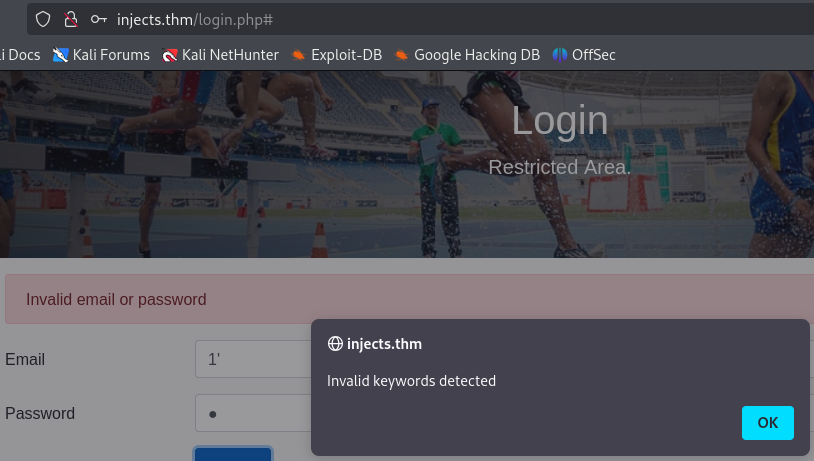 injects.thm/login.php#
li Docs Kali Forums Kali NetHunter Exploit-DB Google Hacking DB OffSec
Login
Restricted Area.
Invalid email or password
injects.thm
Email 1'
Invalid keywords detected
Password ●
OK